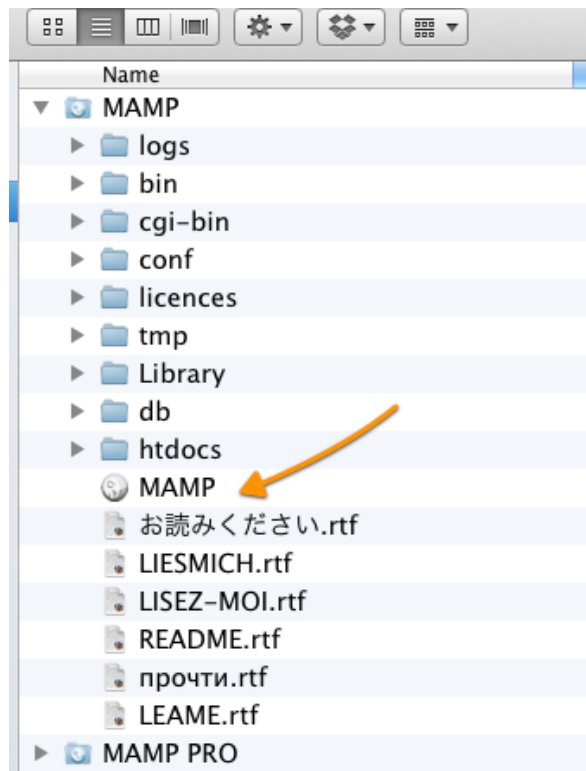 Name
MAMP
logs
bin
cgi-bin
conf
licences
tmp
Library
db
htdocs
MAMP
お読みください.rtf
LIESMICH.rtf
LISEZ-MOI.rtf
README.rtf
прочти.rtf
LEAME.rtf
MAMP PRO